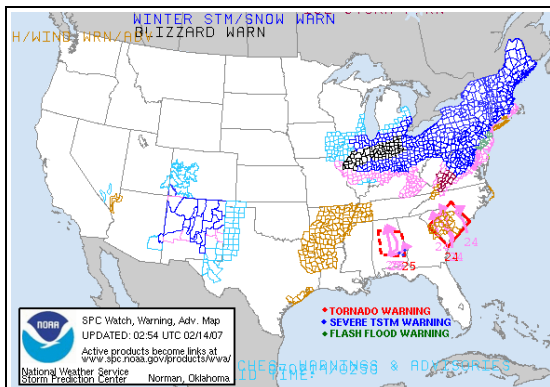 WINTER STM/SNOW WARN
BLIZZARD WARN
H/WIND WRN/ADV
24
24
25
TORNADO WARNING
SEVERE TSTM WARNING
FLASH FLOOD WARNING
NOAA
SPC Watch, Warning, Adv. Map
UPDATED: 02:54 UTC 02/14/07
Active products become links at
www.spc.noaa.gov/products/wwa/
National Weather Service
Storm Prediction Center Norman, Oklahoma
WARNINGS & ADVISORIES